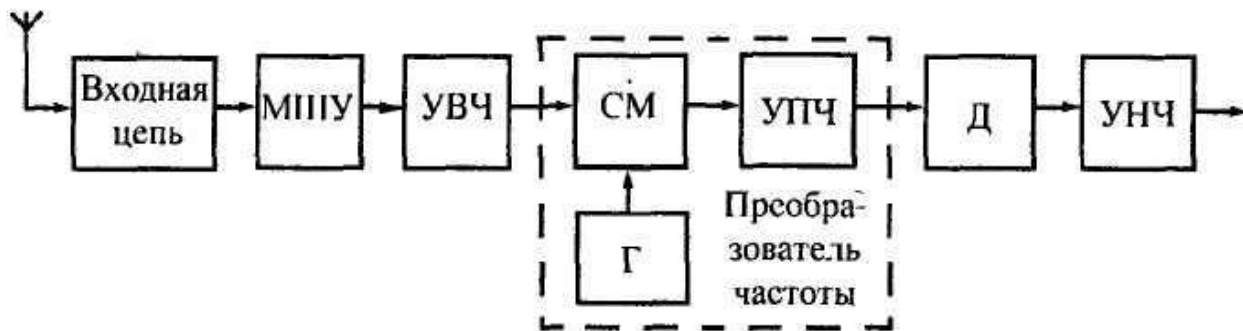 Входная
цепь
МШУ
УВЧ
СМ
УПЧ
Д
УНЧ
Г
Преобра-
зователь
частоты